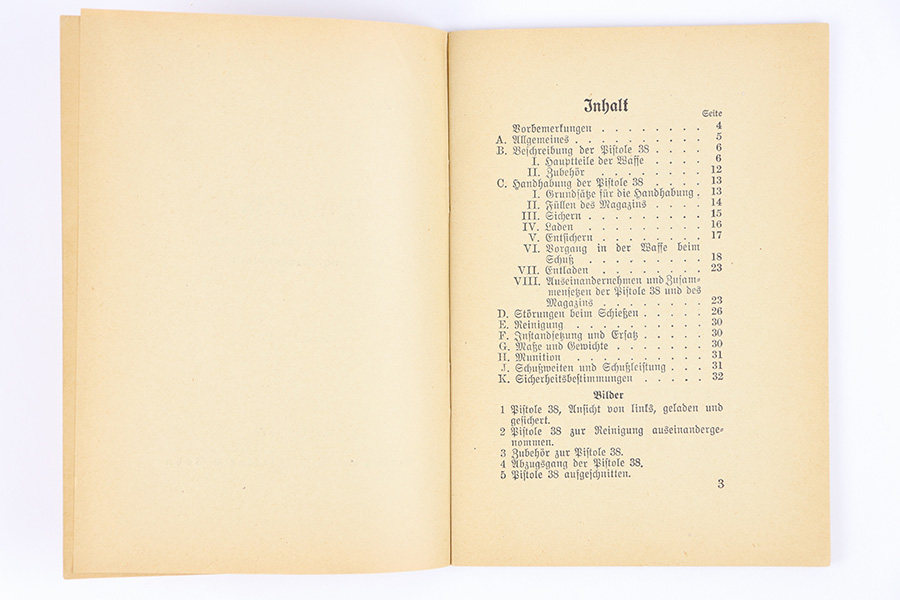 Inhalt
Seite
Vorbemerkungen . . . . . . . . 4
A. Allgemeines . . . . . . . . . 5
B. Beschreibung der Pistole 38 . . . . 6
I. Hauptteile der Waffe . . . . 6
II. Zubehör . . . . . . . 12
C. Handhabung der Pistole 38 . . . . 13
I. Grundsätze für die Handhabung . 13
II. Füllen des Magazins . . . . 14
III. Sichern . . . . . . . . 15
IV. Laden . . . . . . . . 16
V. Entsichern . . . . . . . 17
VI. Vorgang in der Waffe beim
Schuß . . . . . . . . 18
VII. Entladen . . . . . . . . 23
VIII. Auseinandernehmen und Zusam-
mensetzen der Pistole 38 und des
Magazins . . . . . . . 23
D. Störungen beim Schießen . . . . . 26
E. Reinigung . . . . . . . . . 30
F. Instandsetzung und Ersatz . . . . . 30
G. Maße und Gewichte . . . . . . . 30
H. Munition . . . . . . . . . 31
J. Schußweiten und Schußleistung . . . 31
K. Sicherheitsbestimmungen . . . . . 32
Bilder
1 Pistole 38, Ansicht von links, geladen und
gesichert.
2 Pistole 38 zur Reinigung auseinanderge-
nommen.
3 Zubehör zur Pistole 38.
4 Abzugsgang der Pistole 38.
5 Pistole 38 aufgeschnitten.
3